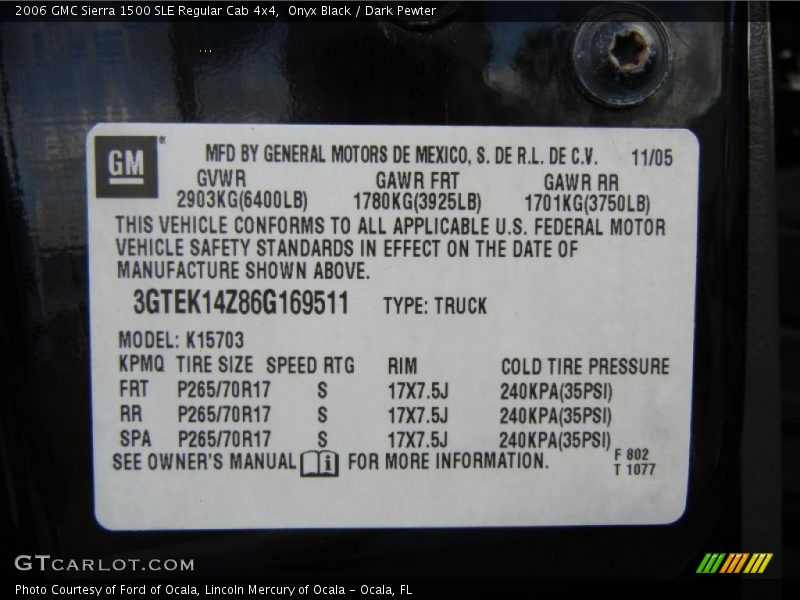 2006 GMC Sierra 1500 SLE Regular Cab 4x4,  Onyx Black / Dark Pewter
GM®
MFD BY GENERAL MOTORS DE MEXICO, S. DE R.L. DE C.V. 11/05
GVWR GAWR FRT GAWR RR
2903KG(6400LB) 1780KG(3925LB) 1701KG(3750LB)
THIS VEHICLE CONFORMS TO ALL APPLICABLE U.S. FEDERAL MOTOR
VEHICLE SAFETY STANDARDS IN EFFECT ON THE DATE OF
MANUFACTURE SHOWN ABOVE.
3GTEK14Z86G169511 TYPE: TRUCK
MODEL: K15703
KPMQ TIRE SIZE SPEED RTG RIM COLD TIRE PRESSURE
FRT P265/70R17 S 17X7.5J 240KPA(35PSI)
RR P265/70R17 S 17X7.5J 240KPA(35PSI)
SPA P265/70R17 S 17X7.5J 240KPA(35PSI)
SEE OWNER'S MANUAL i FOR MORE INFORMATION.
F 802
T 1077
GTCARLOT.COM
Photo Courtesy of Ford of Ocala, Lincoln Mercury of Ocala - Ocala, FL